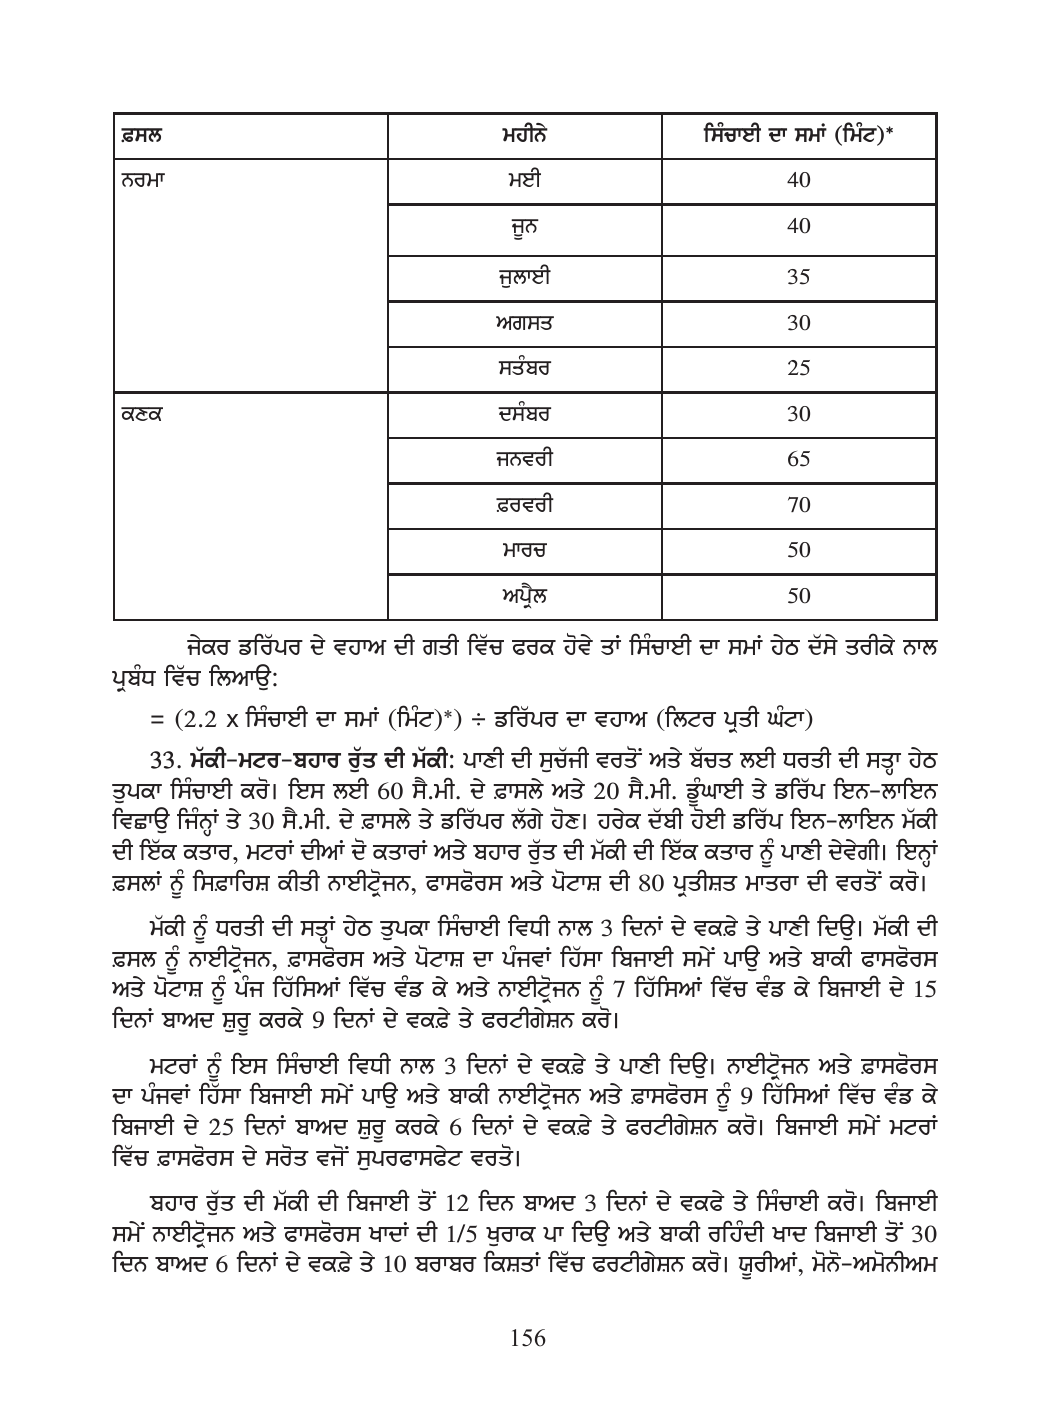 ਫ਼ਸਲ ਮਹੀਨੇ ਸਿੰਚਾਈ ਦਾ ਸਮਾਂ (ਮਿੰਟ)*
ਨਰਮਾ ਮਈ 40
ਜੂਨ 40
ਜੁਲਾਈ 35
ਅਗਸਤ 30
ਸਤੰਬਰ 25
ਕਣਕ ਦਸੰਬਰ 30
ਜਨਵਰੀ 65
ਫ਼ਰਵਰੀ 70
ਮਾਰਚ 50
ਅਪ੍ਰੈਲ 50
ਜੇਕਰ ਡਰਿੱਪਰ ਦੇ ਵਹਾਅ ਦੀ ਗਤੀ ਵਿੱਚ ਫਰਕ ਹੋਵੇ ਤਾਂ ਸਿੰਚਾਈ ਦਾ ਸਮਾਂ ਹੇਠ ਦੱਸੇ ਤਰੀਕੇ ਨਾਲ
ਪ੍ਰਬੰਧ ਵਿੱਚ ਲਿਆਉ:
= (2.2 x ਸਿੰਚਾਈ ਦਾ ਸਮਾਂ (ਮਿੰਟ)*) ÷ ਡਰਿੱਪਰ ਦਾ ਵਹਾਅ (ਲਿਟਰ ਪ੍ਰਤੀ ਘੰਟਾ)
33. ਮੱਕੀ-ਮਟਰ-ਬਹਾਰ ਰੁੱਤ ਦੀ ਮੱਕੀ: ਪਾਣੀ ਦੀ ਸੁਚੱਜੀ ਵਰਤੋਂ ਅਤੇ ਬੱਚਤ ਲਈ ਧਰਤੀ ਦੀ ਸਤ੍ਹਾ ਹੇਠ
ਤੁਪਕਾ ਸਿੰਚਾਈ ਕਰੋ। ਇਸ ਲਈ 60 ਸੈ.ਮੀ. ਦੇ ਫ਼ਾਸਲੇ ਅਤੇ 20 ਸੈ.ਮੀ. ਡੂੰਘਾਈ ਤੇ ਡਰਿੱਪ ਇਨ-ਲਾਇਨ
ਵਿਛਾਉ ਜਿੰਨ੍ਹਾਂ ਤੇ 30 ਸੈ.ਮੀ. ਦੇ ਫ਼ਾਸਲੇ ਤੇ ਡਰਿੱਪਰ ਲੱਗੇ ਹੋਣ। ਹਰੇਕ ਦੱਬੀ ਹੋਈ ਡਰਿੱਪ ਇਨ-ਲਾਇਨ ਮੱਕੀ
ਦੀ ਇੱਕ ਕਤਾਰ, ਮਟਰਾਂ ਦੀਆਂ ਦੋ ਕਤਾਰਾਂ ਅਤੇ ਬਹਾਰ ਰੁੱਤ ਦੀ ਮੱਕੀ ਦੀ ਇੱਕ ਕਤਾਰ ਨੂੰ ਪਾਣੀ ਦੇਵੇਗੀ। ਇਨ੍ਹਾਂ
ਫ਼ਸਲਾਂ ਨੂੰ ਸਿਫ਼ਾਰਿਸ਼ ਕੀਤੀ ਨਾਈਟ੍ਰੋਜਨ, ਫਾਸਫੋਰਸ ਅਤੇ ਪੋਟਾਸ਼ ਦੀ 80 ਪ੍ਰਤੀਸ਼ਤ ਮਾਤਰਾ ਦੀ ਵਰਤੋਂ ਕਰੋ।
ਮੱਕੀ ਨੂੰ ਧਰਤੀ ਦੀ ਸਤ੍ਹਾਂ ਹੇਠ ਤੁਪਕਾ ਸਿੰਚਾਈ ਵਿਧੀ ਨਾਲ 3 ਦਿਨਾਂ ਦੇ ਵਕਫ਼ੇ ਤੇ ਪਾਣੀ ਦਿਉ। ਮੱਕੀ ਦੀ
ਫ਼ਸਲ ਨੂੰ ਨਾਈਟ੍ਰੋਜਨ, ਫ਼ਾਸਫੋਰਸ ਅਤੇ ਪੋਟਾਸ਼ ਦਾ ਪੰਜਵਾਂ ਹਿੱਸਾ ਬਿਜਾਈ ਸਮੇਂ ਪਾਉ ਅਤੇ ਬਾਕੀ ਫਾਸਫੋਰਸ
ਅਤੇ ਪੋਟਾਸ਼ ਨੂੰ ਪੰਜ ਹਿੱਸਿਆਂ ਵਿੱਚ ਵੰਡ ਕੇ ਅਤੇ ਨਾਈਟ੍ਰੋਜਨ ਨੂੰ 7 ਹਿੱਸਿਆਂ ਵਿੱਚ ਵੰਡ ਕੇ ਬਿਜਾਈ ਦੇ 15
ਦਿਨਾਂ ਬਾਅਦ ਸ਼ੁਰੂ ਕਰਕੇ 9 ਦਿਨਾਂ ਦੇ ਵਕਫ਼ੇ ਤੇ ਫਰਟੀਗੇਸ਼ਨ ਕਰੋ।
ਮਟਰਾਂ ਨੂੰ ਇਸ ਸਿੰਚਾਈ ਵਿਧੀ ਨਾਲ 3 ਦਿਨਾਂ ਦੇ ਵਕਫ਼ੇ ਤੇ ਪਾਣੀ ਦਿਉ। ਨਾਈਟ੍ਰੋਜਨ ਅਤੇ ਫ਼ਾਸਫੋਰਸ
ਦਾ ਪੰਜਵਾਂ ਹਿੱਸਾ ਬਿਜਾਈ ਸਮੇਂ ਪਾਉ ਅਤੇ ਬਾਕੀ ਨਾਈਟ੍ਰੋਜਨ ਅਤੇ ਫ਼ਾਸਫੋਰਸ ਨੂੰ 9 ਹਿੱਸਿਆਂ ਵਿੱਚ ਵੰਡ ਕੇ
ਬਿਜਾਈ ਦੇ 25 ਦਿਨਾਂ ਬਾਅਦ ਸ਼ੁਰੂ ਕਰਕੇ 6 ਦਿਨਾਂ ਦੇ ਵਕਫ਼ੇ ਤੇ ਫਰਟੀਗੇਸ਼ਨ ਕਰੋ। ਬਿਜਾਈ ਸਮੇਂ ਮਟਰਾਂ
ਵਿੱਚ ਫ਼ਾਸਫੋਰਸ ਦੇ ਸਰੋਤ ਵਜੋਂ ਸੁਪਰਫਾਸਫੇਟ ਵਰਤੋ।
ਬਹਾਰ ਰੁੱਤ ਦੀ ਮੱਕੀ ਦੀ ਬਿਜਾਈ ਤੋਂ 12 ਦਿਨ ਬਾਅਦ 3 ਦਿਨਾਂ ਦੇ ਵਕਫੇ ਤੇ ਸਿੰਚਾਈ ਕਰੋ। ਬਿਜਾਈ
ਸਮੇਂ ਨਾਈਟ੍ਰੋਜਨ ਅਤੇ ਫਾਸਫੋਰਸ ਖਾਦਾਂ ਦੀ 1/5 ਖੁਰਾਕ ਪਾ ਦਿਉ ਅਤੇ ਬਾਕੀ ਰਹਿੰਦੀ ਖਾਦ ਬਿਜਾਈ ਤੋਂ 30
ਦਿਨ ਬਾਅਦ 6 ਦਿਨਾਂ ਦੇ ਵਕਫ਼ੇ ਤੇ 10 ਬਰਾਬਰ ਕਿਸ਼ਤਾਂ ਵਿੱਚ ਫਰਟੀਗੇਸ਼ਨ ਕਰੋ। ਯੂਰੀਆਂ, ਮੋਨੋ-ਅਮੋਨੀਅਮ
156